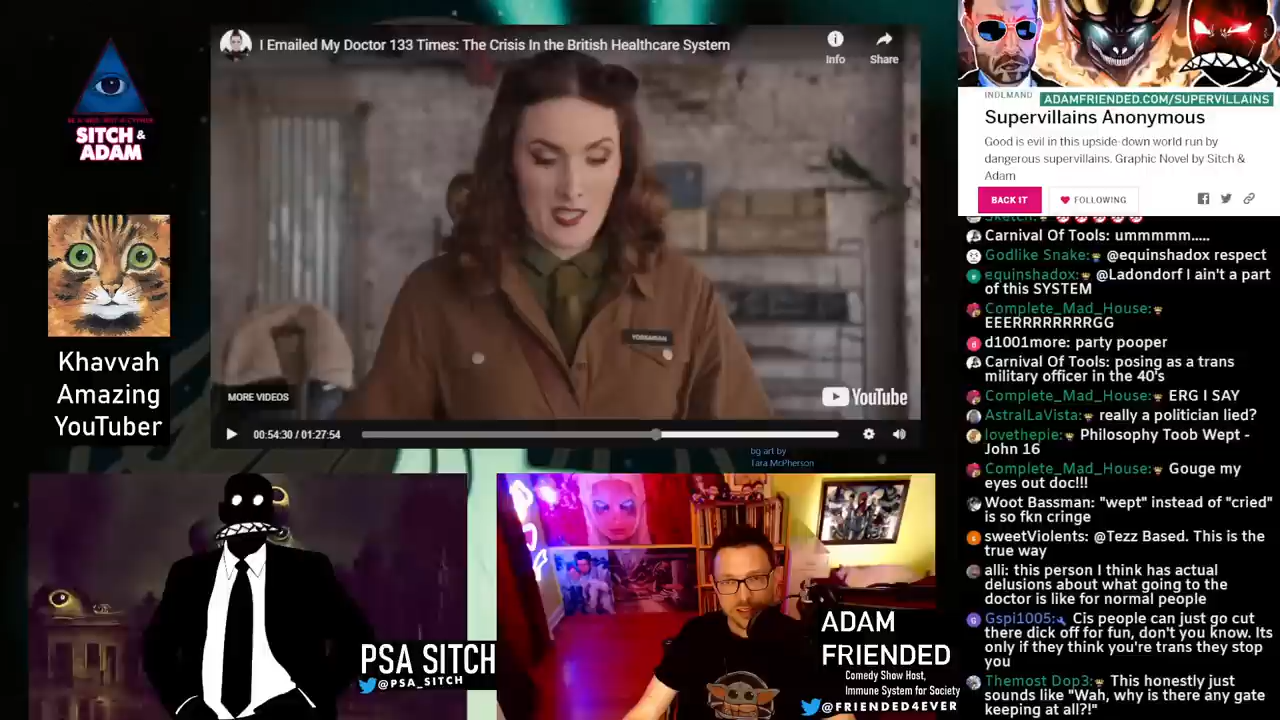 I Emailed My Doctor 133 Times: The Crisis In the British Healthcare System
Info
Share
SITCH &
ADAM
Khavvah
Amazing
YouTuber
YOSSARIAN
MORE VIDEOS
YouTube
00:54:30 / 01:27:54
bg art by
Tara McPherson
PSA SITCH
@PSA_SITCH
ADAM
FRIENDED
Comedy Show Host,
Immune System for Society
@FRIENDED4EVER
INDEMAND
ADAMFRIENDED.COM/SUPERVILLAINS
Supervillains Anonymous
Good is evil in this upside-down world run by
dangerous supervillains. Graphic Novel by Sitch &
Adam
BACK IT
FOLLOWING
Sketch:
Carnival Of Tools: ummmmm.....
Godlike Snake: @equinshadox respect
equinshadox: @Ladondorf I ain't a part
of this SYSTEM
Complete_Mad_House:
EEERRRRRRRRGG
d1001more: party pooper
Carnival Of Tools: posing as a trans
military officer in the 40's
Complete_Mad_House: ERG I SAY
AstralLaVista: really a politician lied?
lovethepie: Philosophy Toob Wept -
John 16
Complete_Mad_House: Gouge my
eyes out doc!!!
Woot Bassman: "wept" instead of "cried"
is so fkn cringe
sweetViolents: @Tezz Based. This is the
true way
alli: this person I think has actual
delusions about what going to the
doctor is like for normal people
Gspi1005: Cis people can just go cut
there dick off for fun, don't you know. Its
only if they think you're trans they stop
you
Themost Dop3: This honestly just
sounds like "Wah, why is there any gate
keeping at all?!"